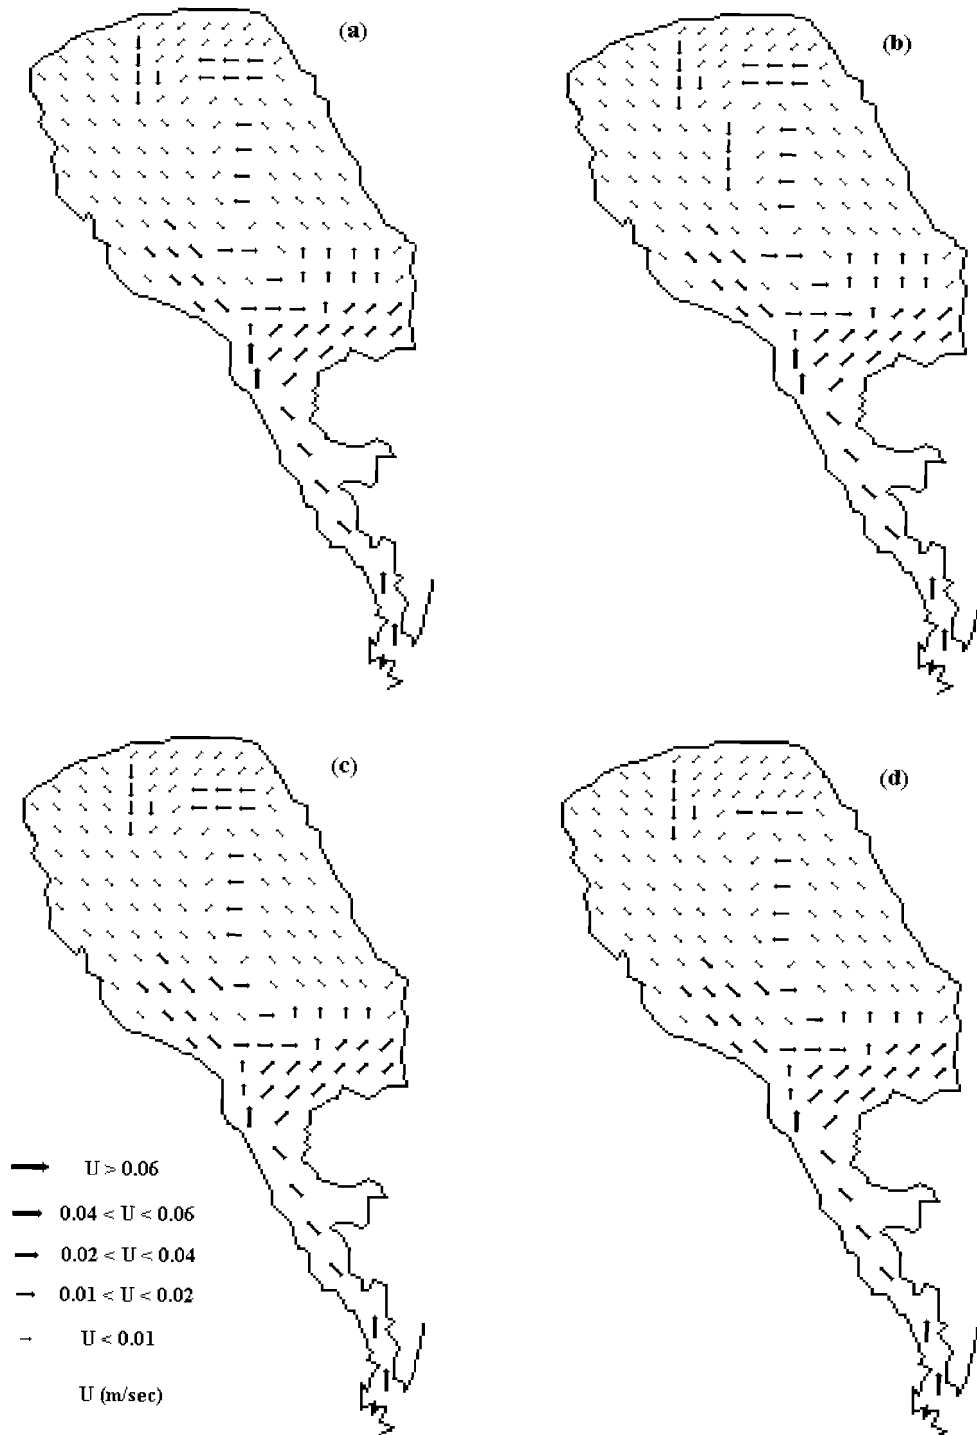 (a)
(b)
(c)
(d)
U > 0.06
0.04 < U < 0.06
0.02 < U < 0.04
0.01 < U < 0.02
U < 0.01
U (m/sec)